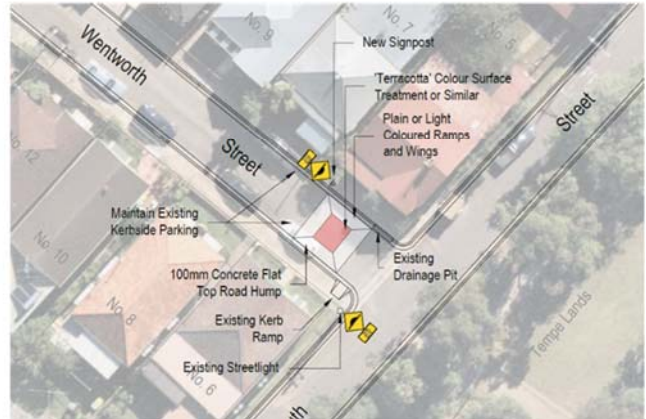 No. 9
No. 7
No. 5
New Signpost
Wentworth
'Terracotta' Colour Surface
Treatment or Similar
Plain or Light
Coloured Ramps
and Wings
Street
Street
No. 12
Maintain Existing
Kerbside Parking
No. 10
100mm Concrete Flat
Top Road Hump
Existing
Drainage Pit
No. 8
Existing Kerb
Ramp
Tempe Lands
No. 6
Existing Streetlight